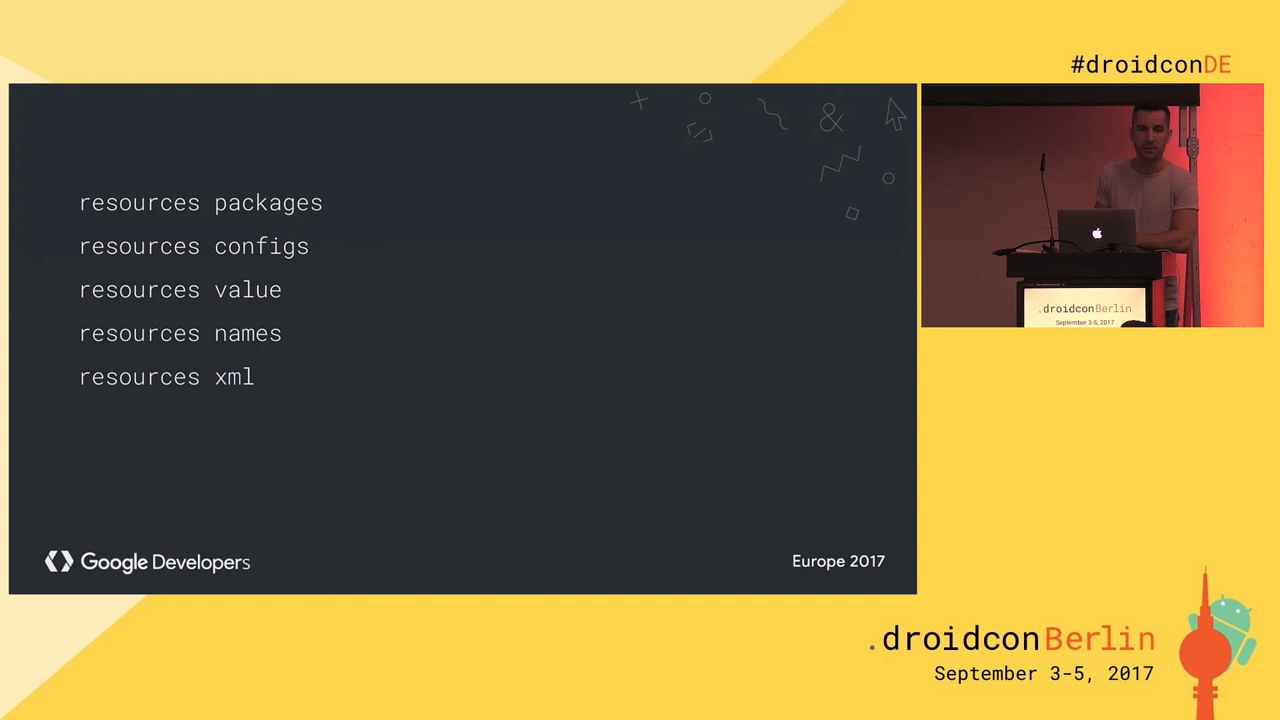 #droidconDE
resources packages
resources configs
resources value
resources names
resources xml
Google Developers
Europe 2017
.droidconBerlin
September 3-5, 2017
.droidconBerlin
September 3-5, 2017